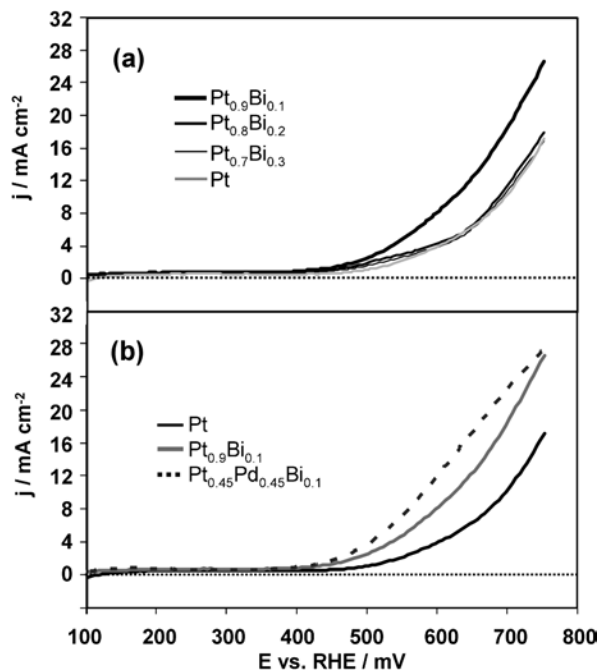 32
28
24
20
16
12
8
4
0
j / mA cm-2
(a)
Pt0.9Bi0.1
Pt0.8Bi0.2
Pt0.7Bi0.3
Pt
32
28
24
20
16
12
8
4
0
j / mA cm-2
(b)
Pt
Pt0.9Bi0.1
Pt0.45Pd0.45Bi0.1
100 200 300 400 500 600 700 800
E vs. RHE / mV